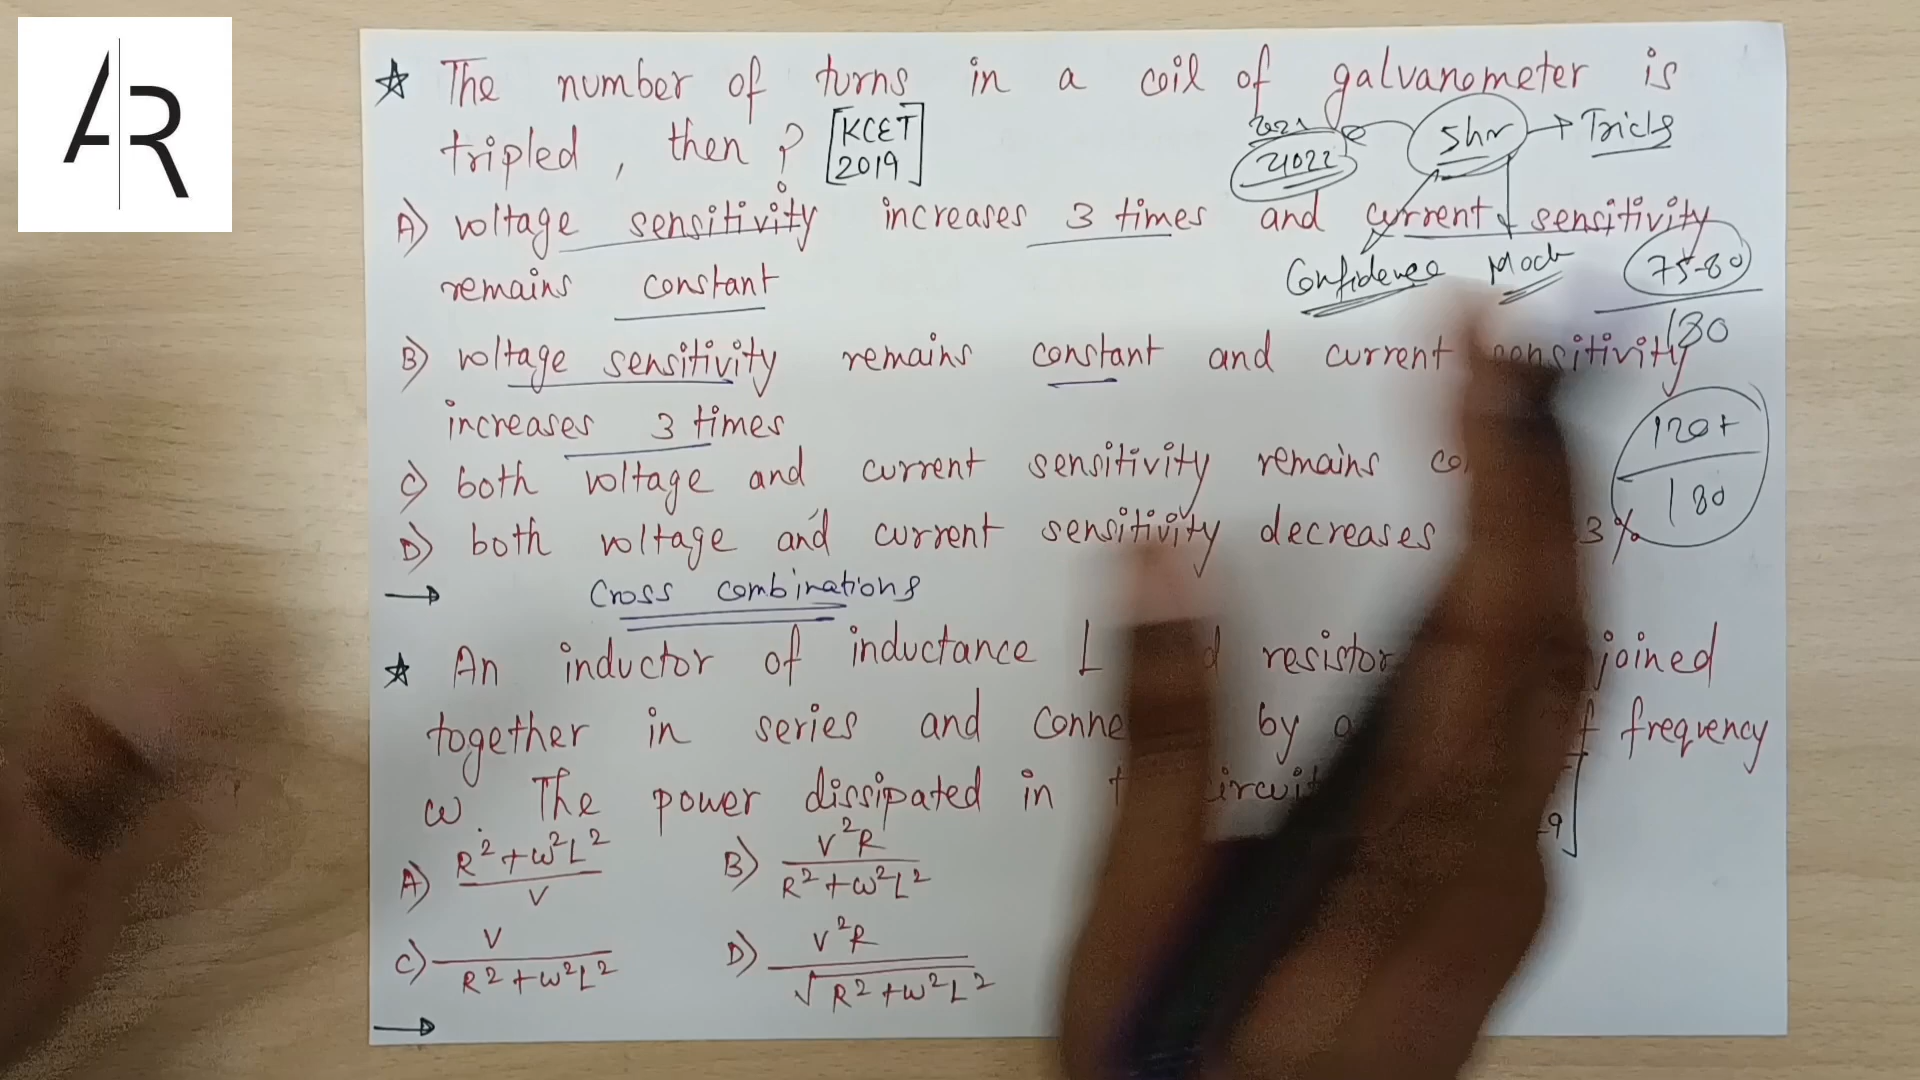 AR
☆ The number of turns in a coil of galvanometer is
tripled, then? [KCET 2019]
2021
21022
5hr → Tricks
A) voltage sensitivity increases 3 times and current sensitivity
remains constant
Confidence Mock 75-80
180
B) voltage sensitivity remains constant and current sensitivity
increases 3 times
120+
180
C) both voltage and current sensitivity remains
D) both voltage and current sensitivity decreases 3%
→ Cross combinations
☆ An inductor of inductance L resistor joined
together in series and by frequency
ω. The power dissipated in circuit
A) R²+ω²L² / V B) V²R / R²+ω²L²
C) V / R²+ω²L² D) V²R / √R²+ω²L²
→